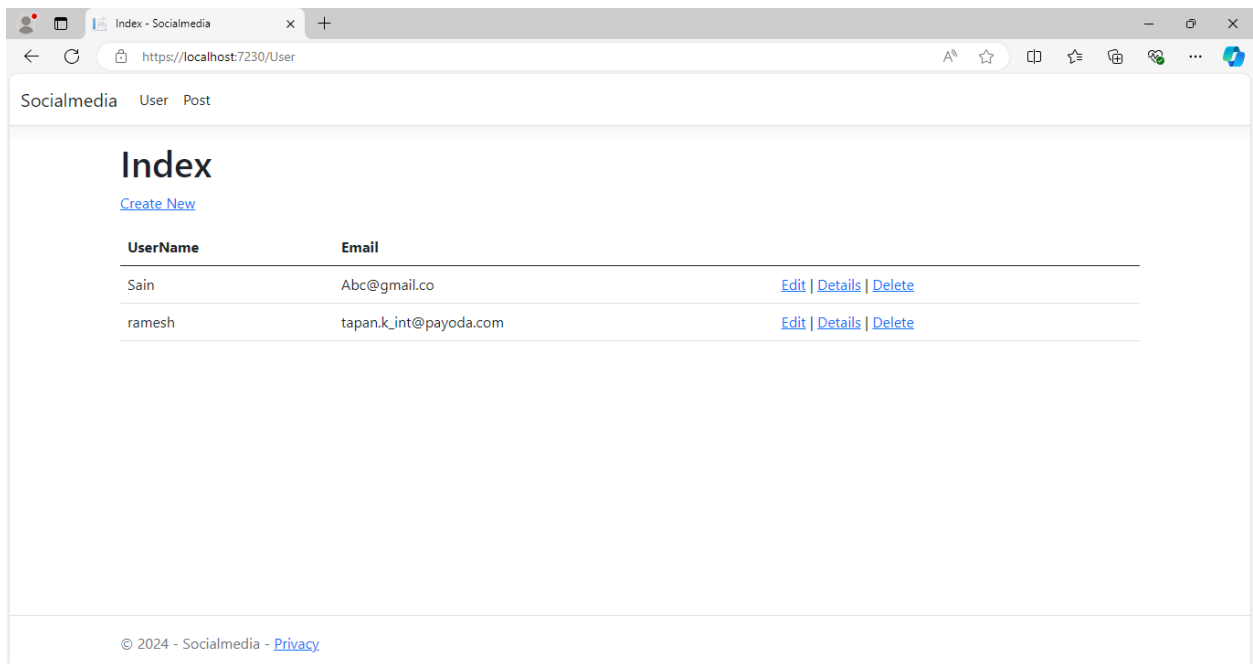 Index - Socialmedia
https://localhost:7230/User
Socialmedia User Post
Index
Create New
UserName Email
Sain Abc@gmail.co Edit | Details | Delete
ramesh tapan.k_int@payoda.com Edit | Details | Delete
© 2024 - Socialmedia - Privacy